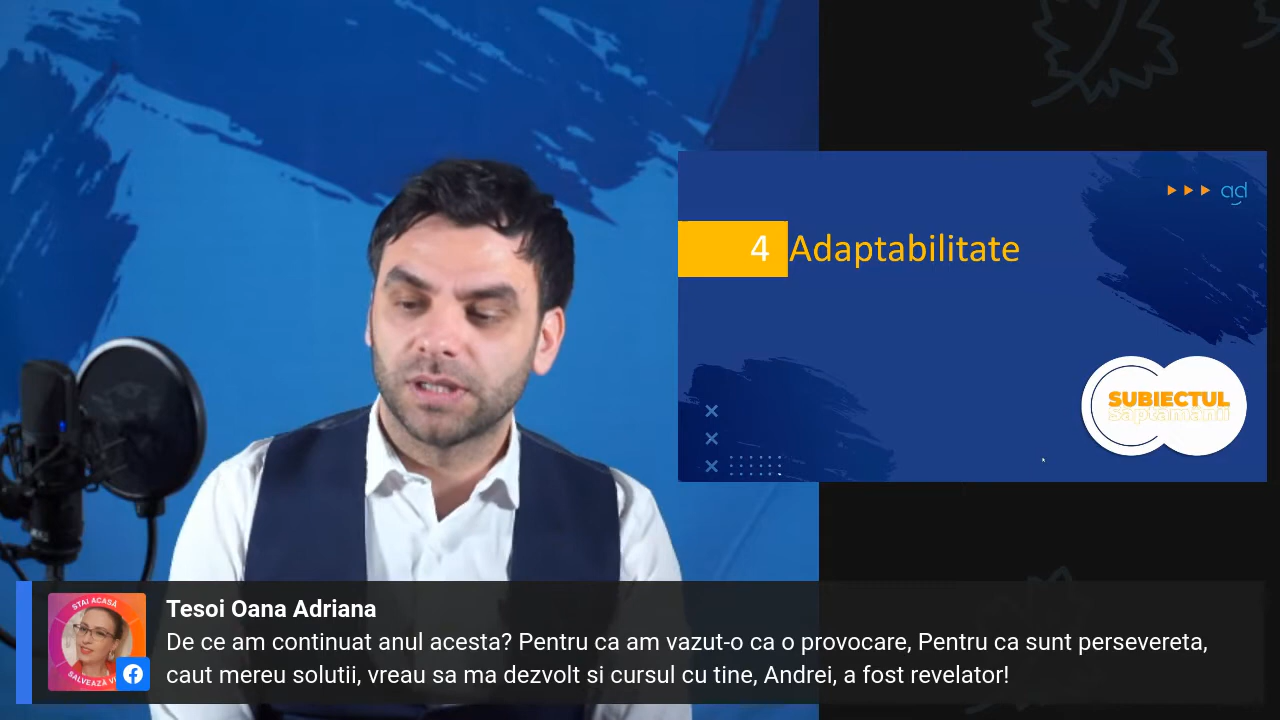 ad
4 Adaptabilitate
SUBIECTUL
săptămânii
STAI ACASĂ
SALVEAZĂ
Tesoi Oana Adriana
De ce am continuat anul acesta? Pentru ca am vazut-o ca o provocare, Pentru ca sunt persevereta,
caut mereu solutii, vreau sa ma dezvolt si cursul cu tine, Andrei, a fost revelator!